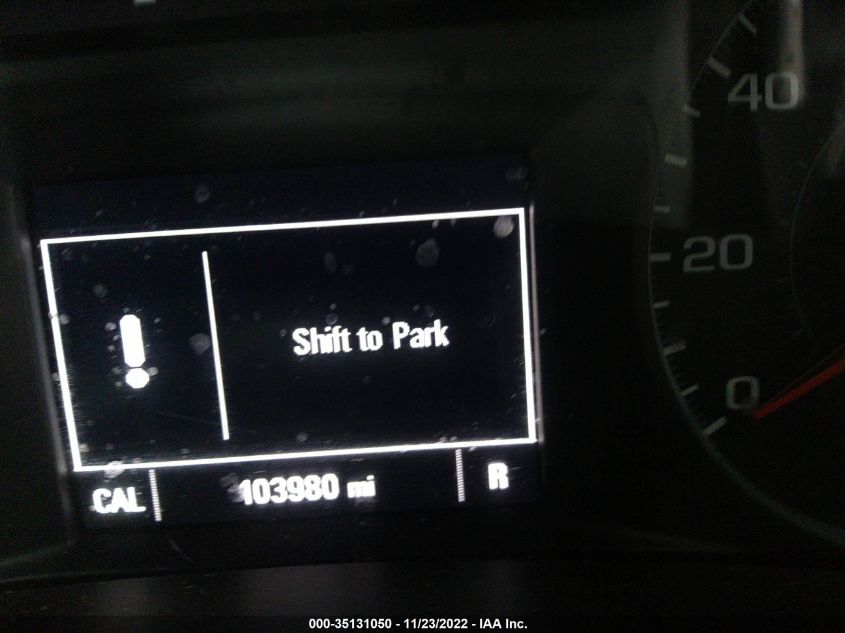 40
20
0
Shift to Park
CAL 103980 mi R
000-35131050 - 11/23/2022 - IAA Inc.